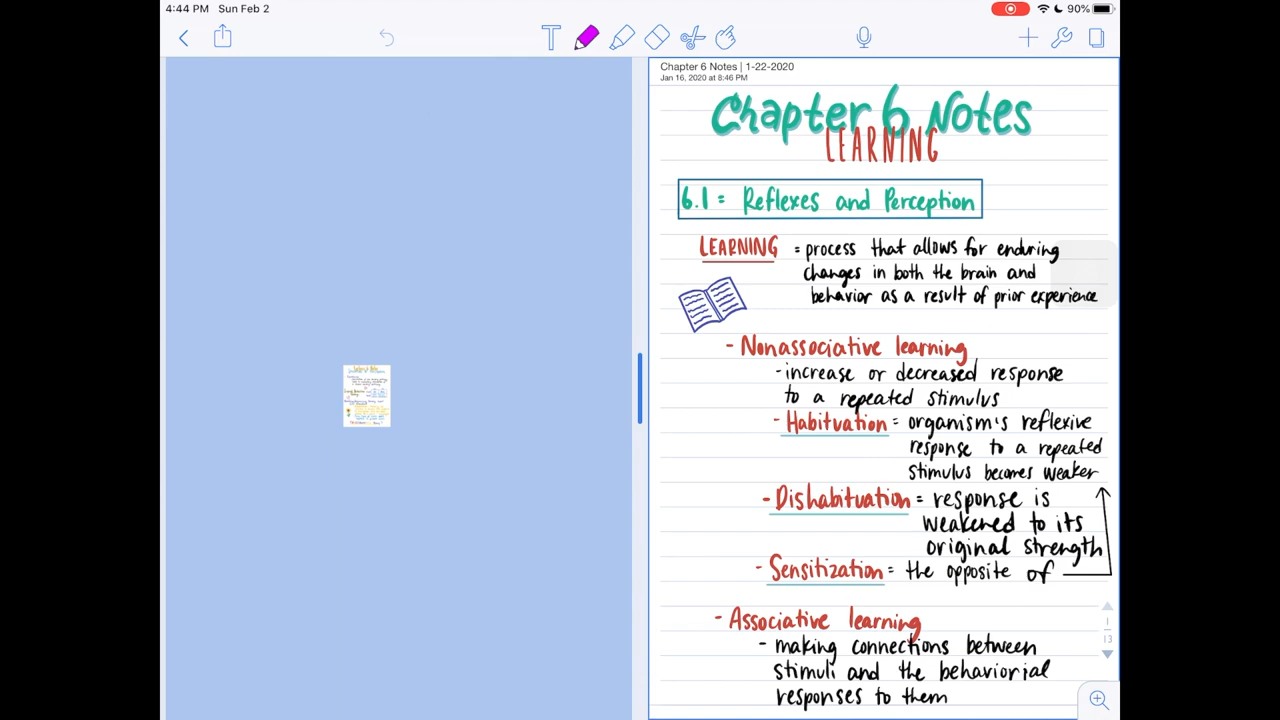 4:44 PM Sun Feb 2
90%
Chapter 6 Notes | 1-22-2020
Jan 16, 2020 at 8:46 PM
Chapter 6 Notes
LEARNING
6.1 = Reflexes and Perception
LEARNING = process that allows for enduring
changes in both the brain and
behavior as a result of prior experience
- Nonassociative learning
- increase or decreased response
to a repeated stimulus
- Habituation = organism's reflexive
response to a repeated
stimulus becomes weaker
- Dishabituation = response is
weakened to its
original strength
- Sensitization = the opposite of
- Associative learning
- making connections between
stimuli and the behaviorial
responses to them
1
13